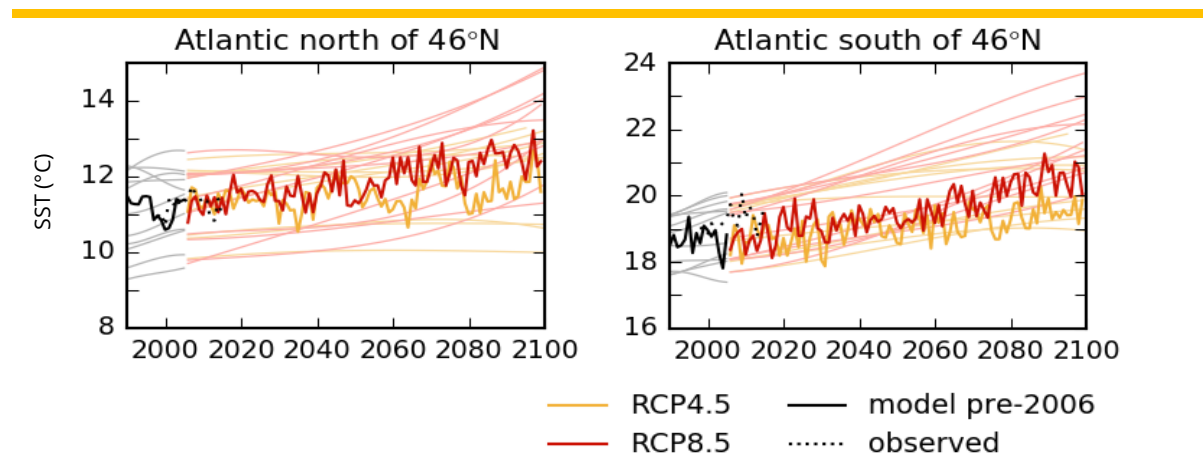 Atlantic north of 46°N
Atlantic south of 46°N
SST (°C)
14
12
10
8
2000 2020 2040 2060 2080 2100
24
22
20
18
16
2000 2020 2040 2060 2080 2100
RCP4.5
model pre-2006
RCP8.5
observed